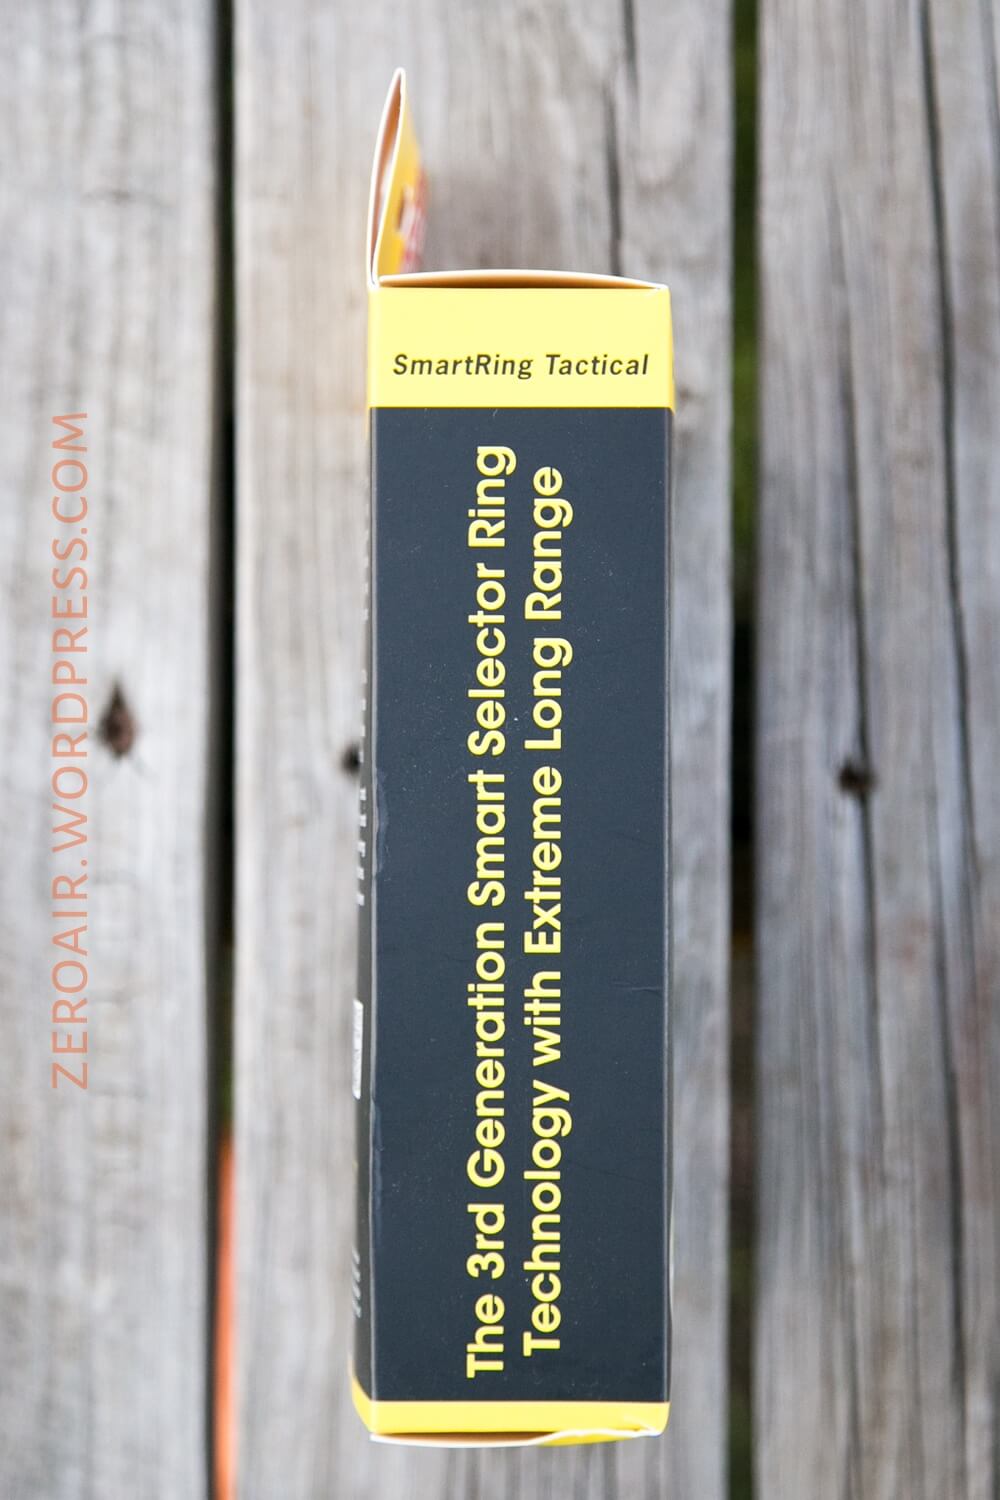 SmartRing Tactical
The 3rd Generation Smart Selector Ring
Technology with Extreme Long Range
ZEROAIR.WORDPRESS.COM